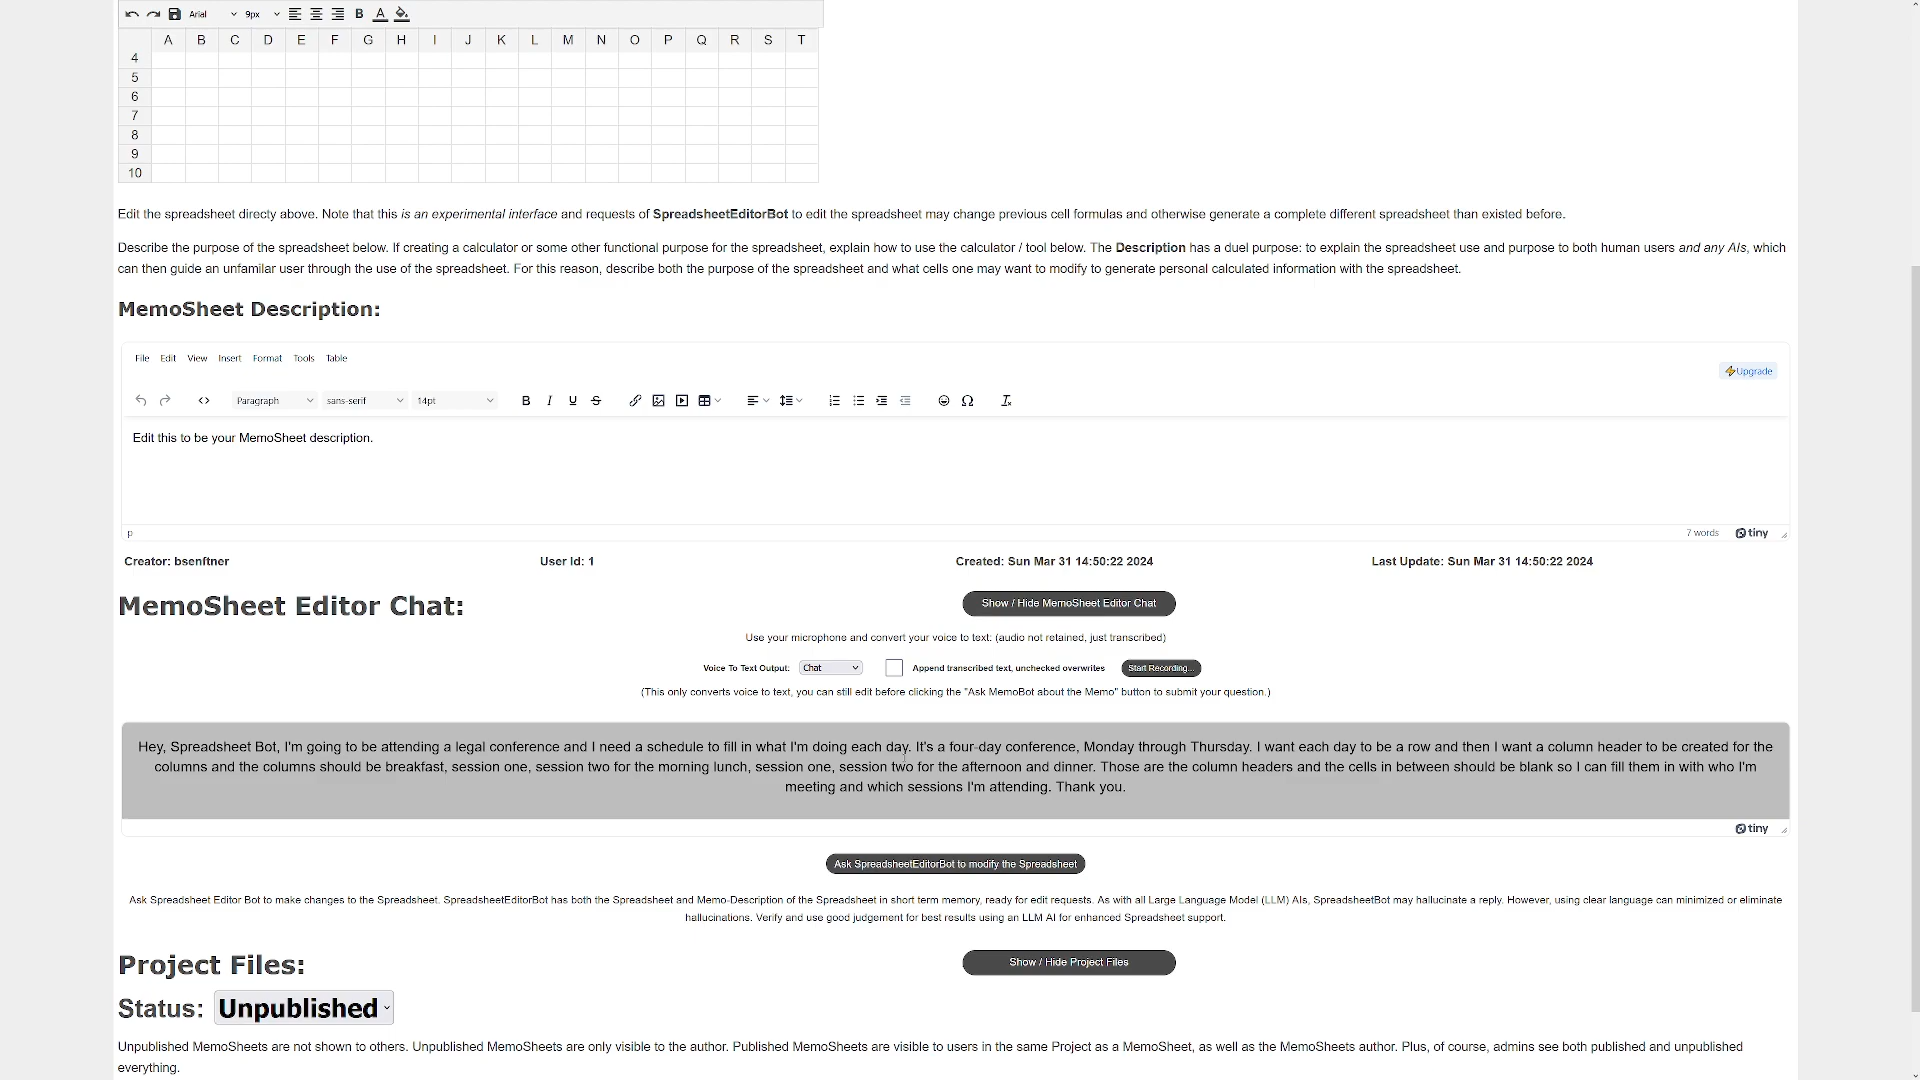 Arial 9px B A
A B C D E F G H I J K L M N O P Q R S T
4
5
6
7
8
9
10
Edit the spreadsheet directy above. Note that this is an experimental interface and requests of SpreadsheetEditorBot to edit the spreadsheet may change previous cell formulas and otherwise generate a complete different spreadsheet than existed before.
Describe the purpose of the spreadsheet below. If creating a calculator or some other functional purpose for the spreadsheet, explain how to use the calculator / tool below. The Description has a duel purpose: to explain the spreadsheet use and purpose to both human users and any AIs, which
can then guide an unfamilar user through the use of the spreadsheet. For this reason, describe both the purpose of the spreadsheet and what cells one may want to modify to generate personal calculated information with the spreadsheet.
MemoSheet Description:
File Edit View Insert Format Tools Table
Upgrade
Paragraph sans-serif 14pt B I U S
Edit this to be your MemoSheet description.
p 7 words tiny
Creator: bsenftner User Id: 1 Created: Sun Mar 31 14:50:22 2024 Last Update: Sun Mar 31 14:50:22 2024
MemoSheet Editor Chat: Show / Hide MemoSheet Editor Chat
Use your microphone and convert your voice to text: (audio not retained, just transcribed)
Voice To Text Output: Chat Append transcribed text, unchecked overwrites Start Recording...
(This only converts voice to text, you can still edit before clicking the "Ask MemoBot about the Memo" button to submit your question.)
Hey, Spreadsheet Bot, I'm going to be attending a legal conference and I need a schedule to fill in what I'm doing each day. It's a four-day conference, Monday through Thursday. I want each day to be a row and then I want a column header to be created for the
columns and the columns should be breakfast, session one, session two for the morning lunch, session one, session two for the afternoon and dinner. Those are the column headers and the cells in between should be blank so I can fill them in with who I'm
meeting and which sessions I'm attending. Thank you.
tiny
Ask SpreadsheetEditorBot to modify the Spreadsheet
Ask Spreadsheet Editor Bot to make changes to the Spreadsheet. SpreadsheetEditorBot has both the Spreadsheet and Memo-Description of the Spreadsheet in short term memory, ready for edit requests. As with all Large Language Model (LLM) AIs, SpreadsheetBot may hallucinate a reply. However, using clear language can minimized or eliminate
hallucinations. Verify and use good judgement for best results using an LLM AI for enhanced Spreadsheet support.
Project Files: Show / Hide Project Files
Status: Unpublished
Unpublished MemoSheets are not shown to others. Unpublished MemoSheets are only visible to the author. Published MemoSheets are visible to users in the same Project as a MemoSheet, as well as the MemoSheets author. Plus, of course, admins see both published and unpublished
everything.